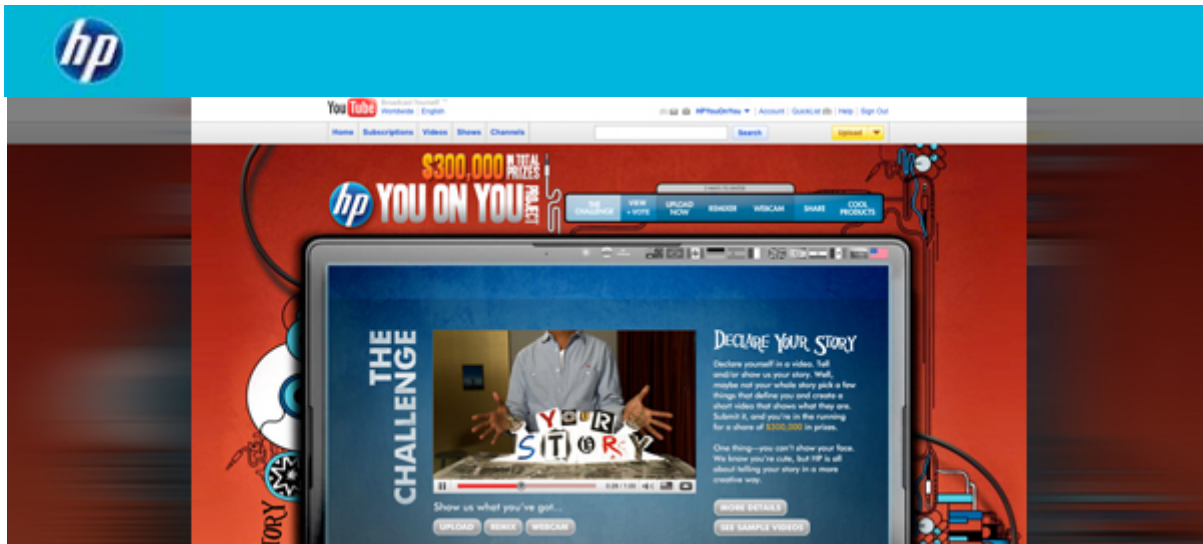 hp
YouTube
Broadcast Yourself ™
Worldwide English
HPYouOnYou Account QuickList Help Sign Out
Home Subscriptions Videos Shows Channels
Search
Upload
$300,000 IN TOTAL PRIZES
hp YOU ON YOU PROJECT
THE CHALLENGE
VIEW + VOTE
UPLOAD NOW
REMIXER
WEBCAM
SHARE
COOL PRODUCTS
THE CHALLENGE
YOUR
STORY
Show us what you've got...
UPLOAD REMIX WEBCAM
DECLARE YOUR STORY
Declare yourself in a video. Tell
and/or show us your story. Well,
maybe not your whole story pick a few
things that define you and create a
short video that shows what they are.
Submit it, and you're in the running
for a share of $300,000 in prizes.
One thing—you can't show your face.
We know you're cute, but HP is all
about telling your story in a more
creative way.
MORE DETAILS
SEE SAMPLE VIDEOS